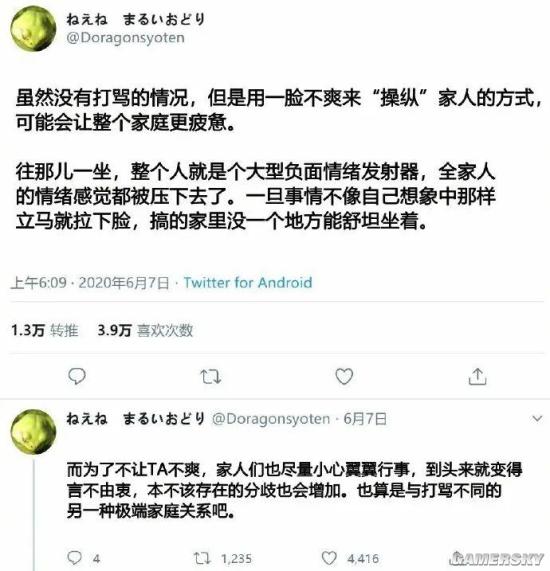 ねえね　まるいおどり
@Doragonsyoten
虽然没有打骂的情况，但是用一脸不爽来“操纵”家人的方式，
可能会让整个家庭更疲惫。
往那儿一坐，整个人就是个大型负面情绪发射器，全家人
的情绪感觉都被压下去了。一旦事情不像自己想象中那样
立马就拉下脸，搞的家里没一个地方能舒坦坐着。
上午6:09 · 2020年6月7日 · Twitter for Android
1.3万 转推 3.9万 喜欢次数
ねえね　まるいおどり @Doragonsyoten · 6月7日
而为了不让TA不爽，家人们也尽量小心翼翼行事，到头来就变得
言不由衷，本不该存在的分歧也会增加。也算是与打骂不同的
另一种极端家庭关系吧。
4 1,235 4,416
GAMERSKY